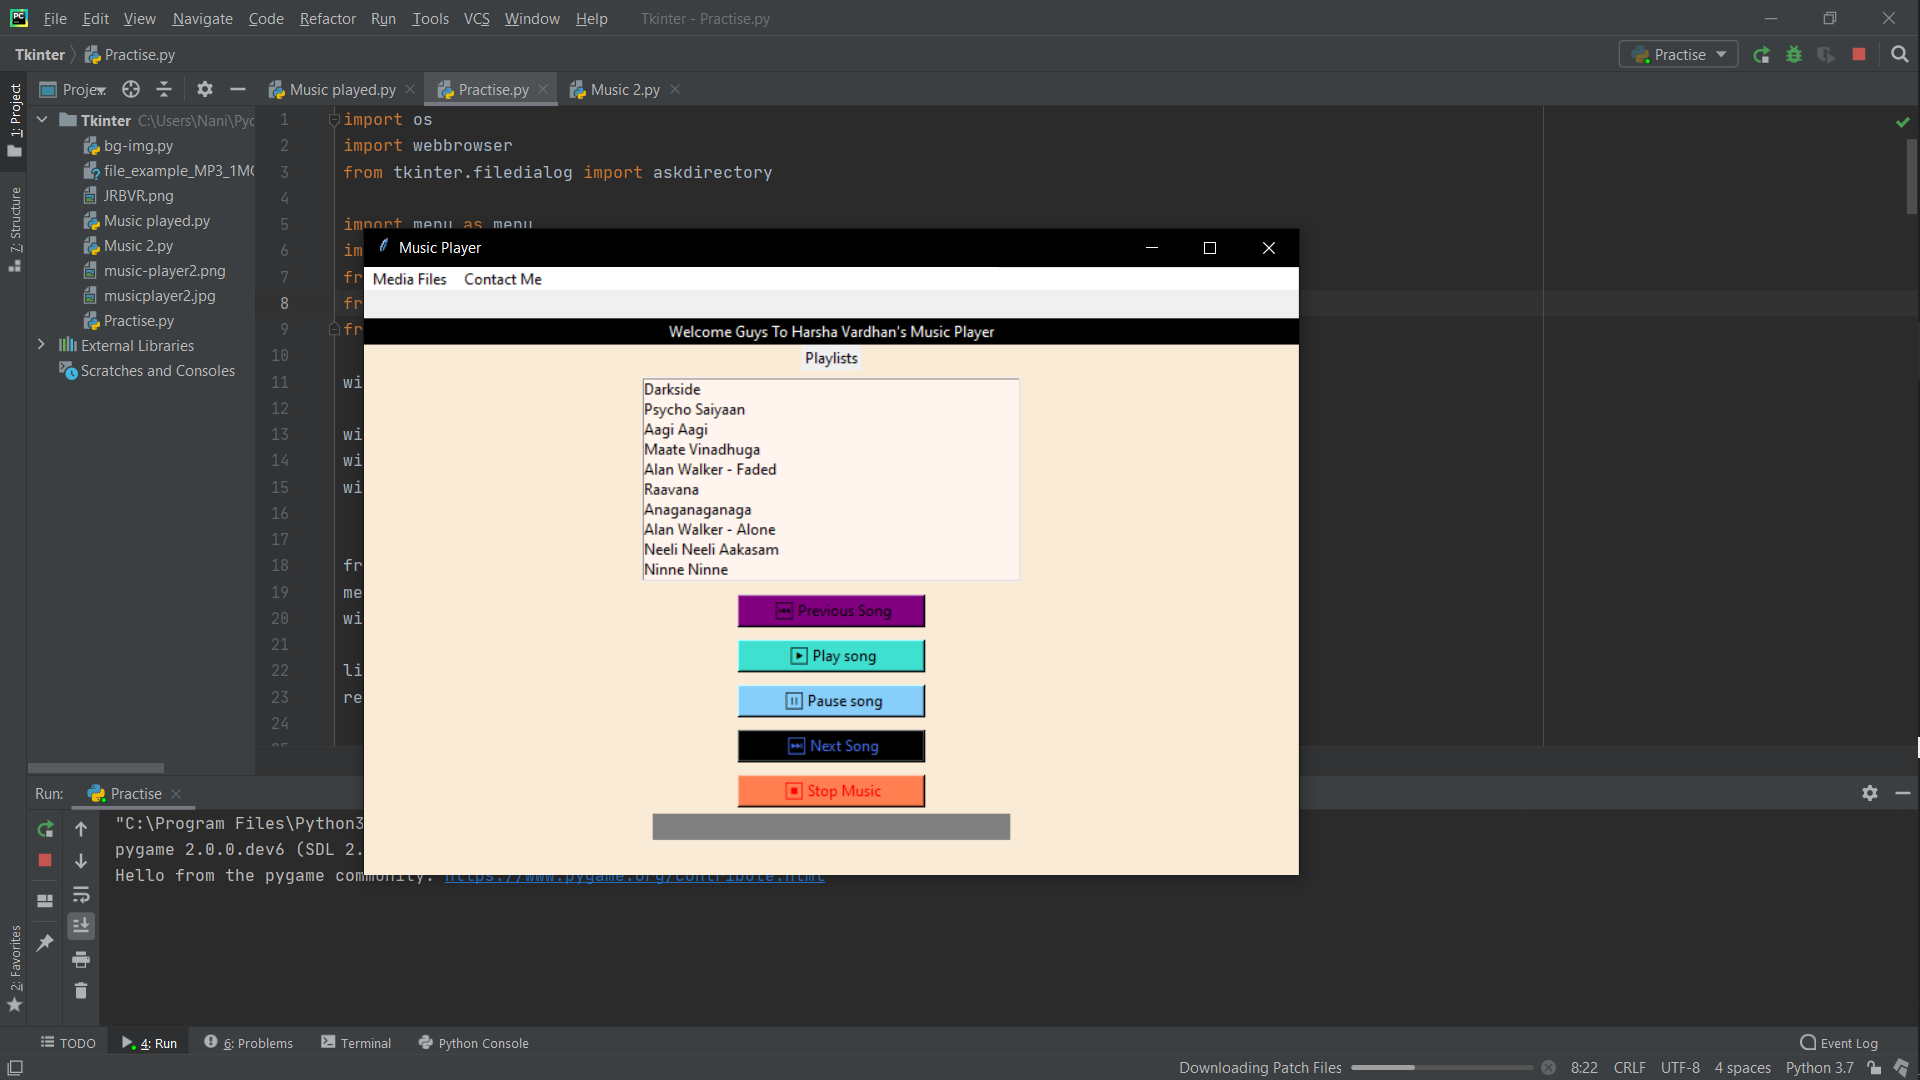 File Edit View Navigate Code Refactor Run Tools VCS Window Help Tkinter - Practise.py
Tkinter Practise.py Practise
1: Project
Project
Music played.py Practise.py Music 2.py
Tkinter C:\Users\Nani\Pyc
bg-img.py
file_example_MP3_1M
JRBVR.png
Music played.py
Music 2.py
music-player2.png
musicplayer2.jpg
Practise.py
External Libraries
Scratches and Consoles
7: Structure
1 import os
2 import webbrowser
3 from tkinter.filedialog import askdirectory
4
5 import menu as menu
6 im
7 fr
8 fr
9 fr
10
11 wi
12
13 wi
14 wi
15 wi
16
17
18 fr
19 me
20 wi
21
22 li
23 re
24
25
Music Player
Media Files Contact Me
Welcome Guys To Harsha Vardhan's Music Player
Playlists
Darkside
Psycho Saiyaan
Aagi Aagi
Maate Vinadhuga
Alan Walker - Faded
Raavana
Anaganaganaga
Alan Walker - Alone
Neeli Neeli Aakasam
Ninne Ninne
Previous Song
Play song
Pause song
Next Song
Stop Music
Run: Practise
"C:\Program Files\Python3
pygame 2.0.0.dev6 (SDL 2.
Hello from the pygame community. https://www.pygame.org/contribute.html
2: Favorites
TODO 4: Run 6: Problems Terminal Python Console Event Log
Downloading Patch Files 8:22 CRLF UTF-8 4 spaces Python 3.7